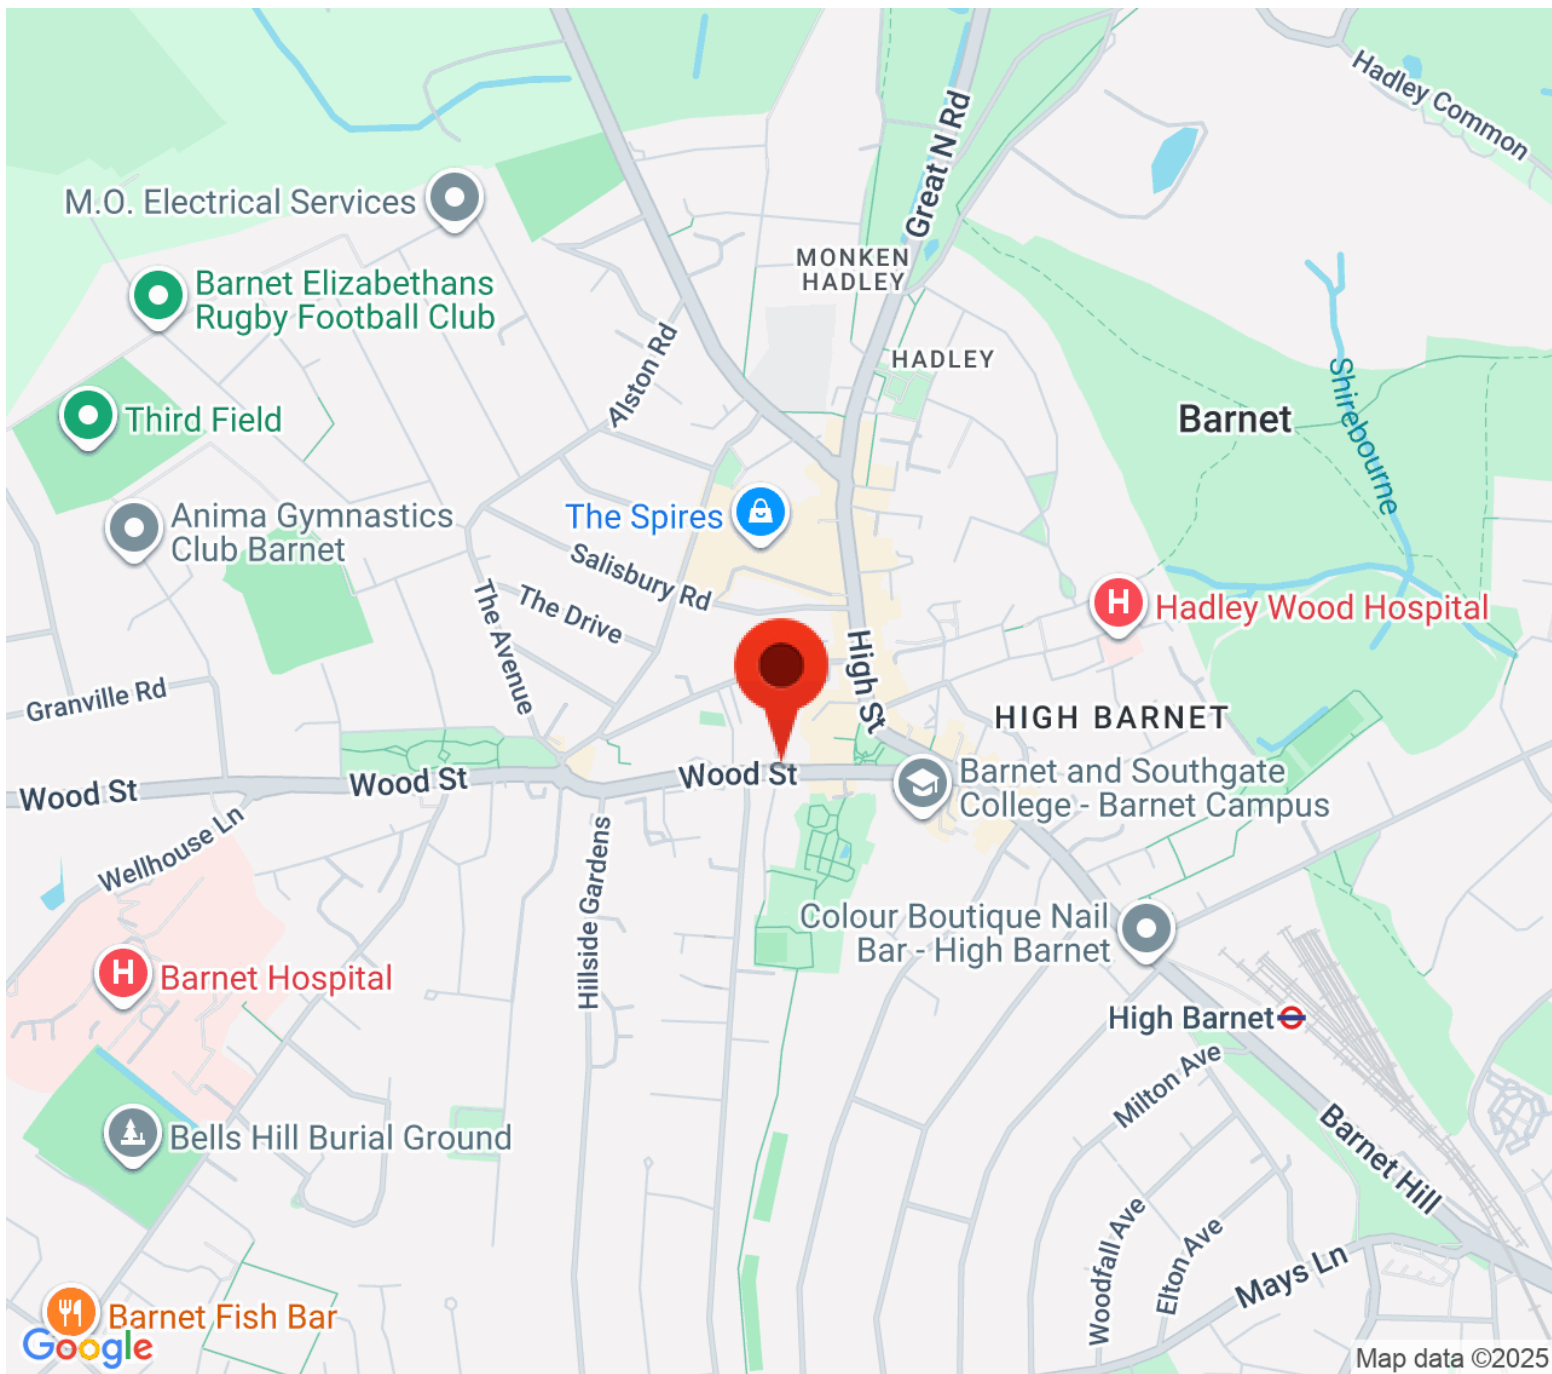 Hadley Common
Great N Rd
M.O. Electrical Services
MONKEN
HADLEY
Barnet Elizabethans
Rugby Football Club
Alston Rd
HADLEY
Shirebourne
Third Field
Barnet
Anima Gymnastics
Club Barnet
The Spires
Salisbury Rd
The Drive
The Avenue
H
Hadley Wood Hospital
High St
Granville Rd
HIGH BARNET
Wood St
Wood St
Wood St
Barnet and Southgate
College - Barnet Campus
Wellhouse Ln
Hillside Gardens
Colour Boutique Nail
Bar - High Barnet
H
Barnet Hospital
High Barnet
Milton Ave
Bells Hill Burial Ground
Barnet Hill
Woodfall Ave
Elton Ave
Mays Ln
Barnet Fish Bar
Google
Map data ©2025